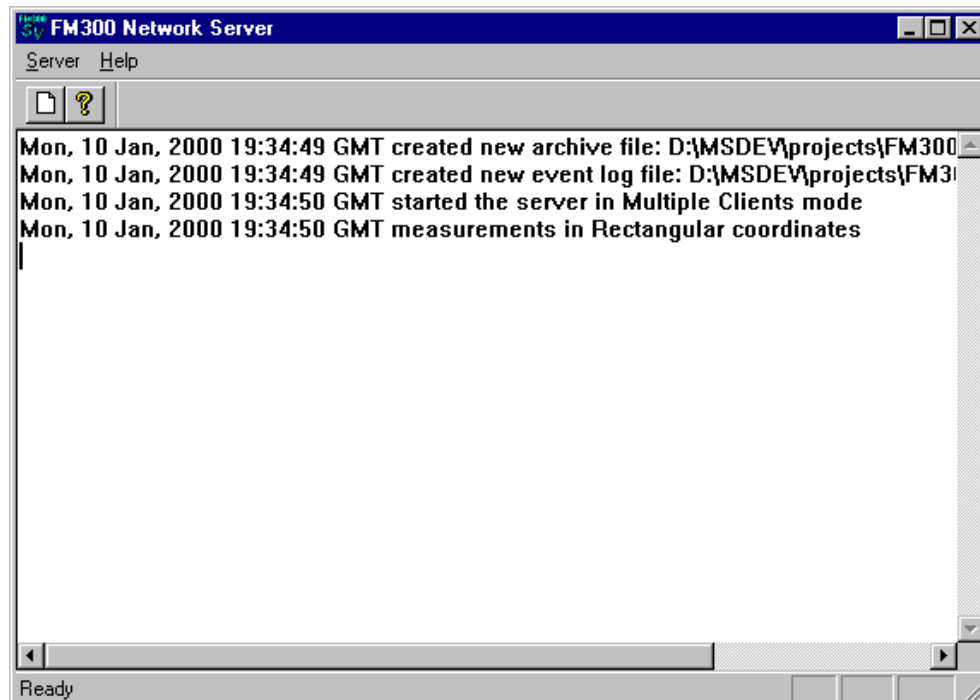 FM300 Network Server
Server Help
Mon, 10 Jan, 2000 19:34:49 GMT created new archive file: D:\MSDEV\projects\FM300
Mon, 10 Jan, 2000 19:34:49 GMT created new event log file: D:\MSDEV\projects\FM3
Mon, 10 Jan, 2000 19:34:50 GMT started the server in Multiple Clients mode
Mon, 10 Jan, 2000 19:34:50 GMT measurements in Rectangular coordinates
Ready